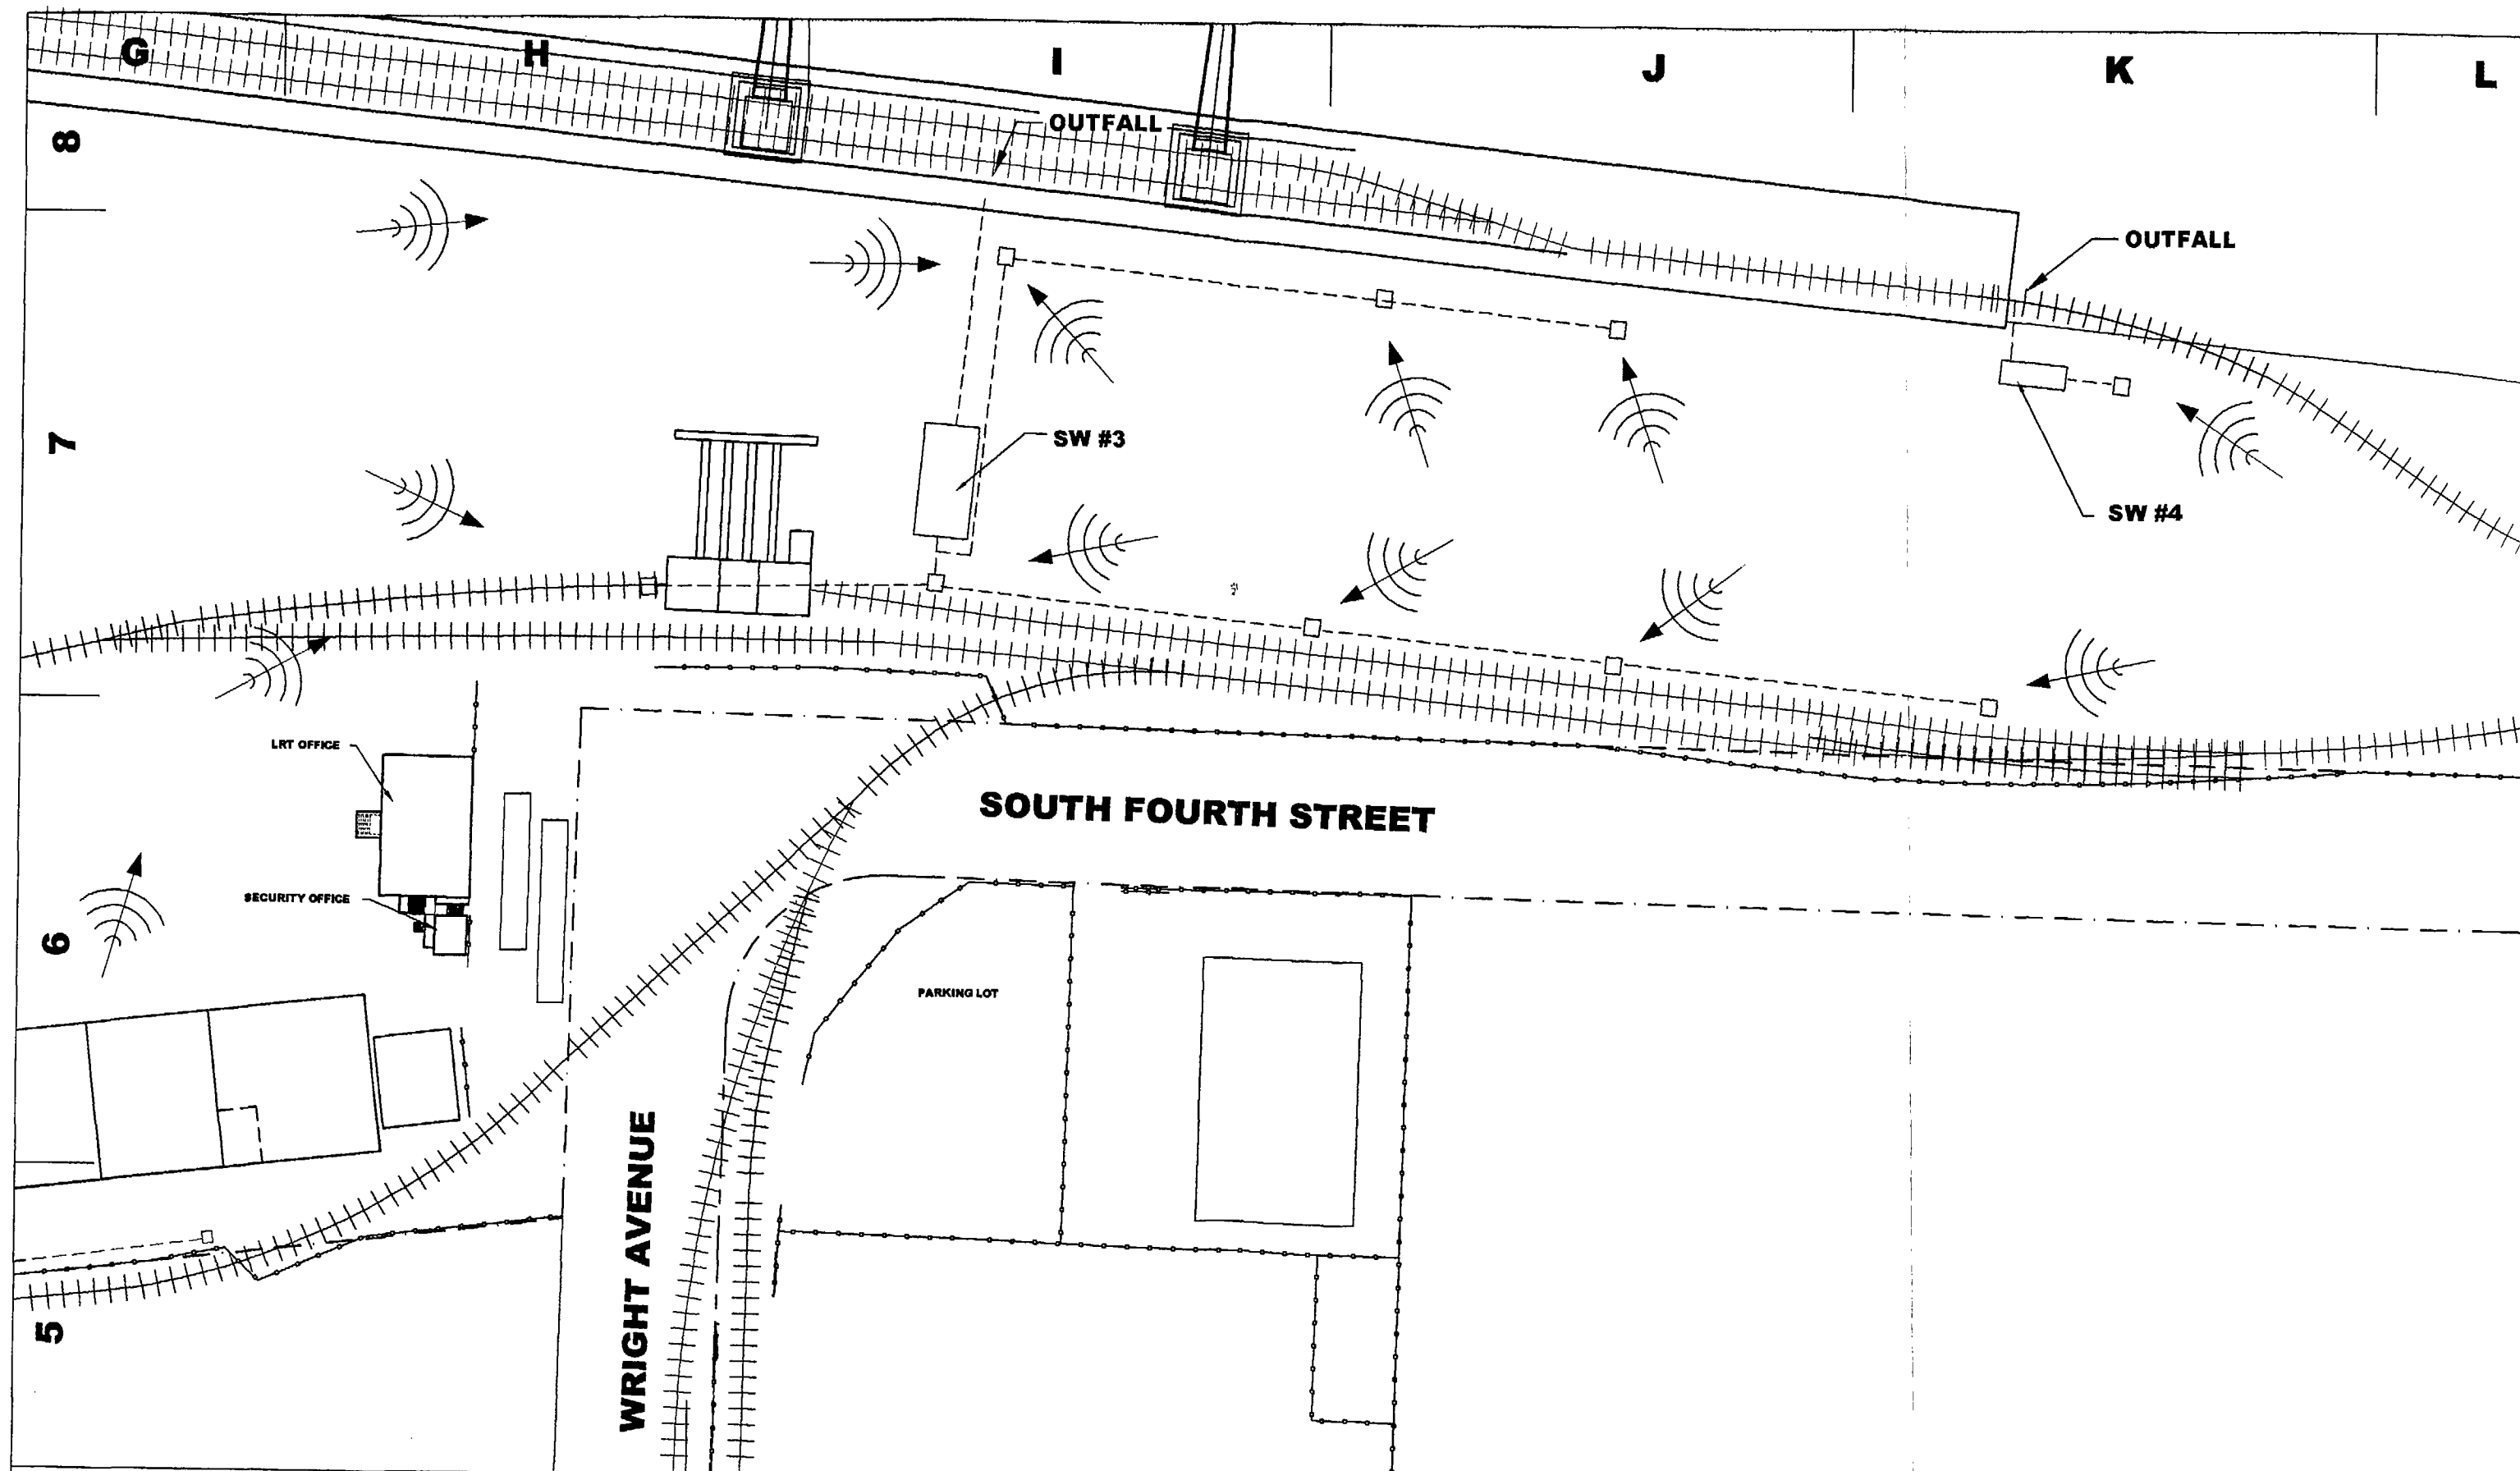 G
H
I
J
K
L
8
OUTFALL
OUTFALL
7
SW #3
SW #4
LRT OFFICE
SOUTH FOURTH STREET
SECURITY OFFICE
6
PARKING LOT
WRIGHT AVENUE
5